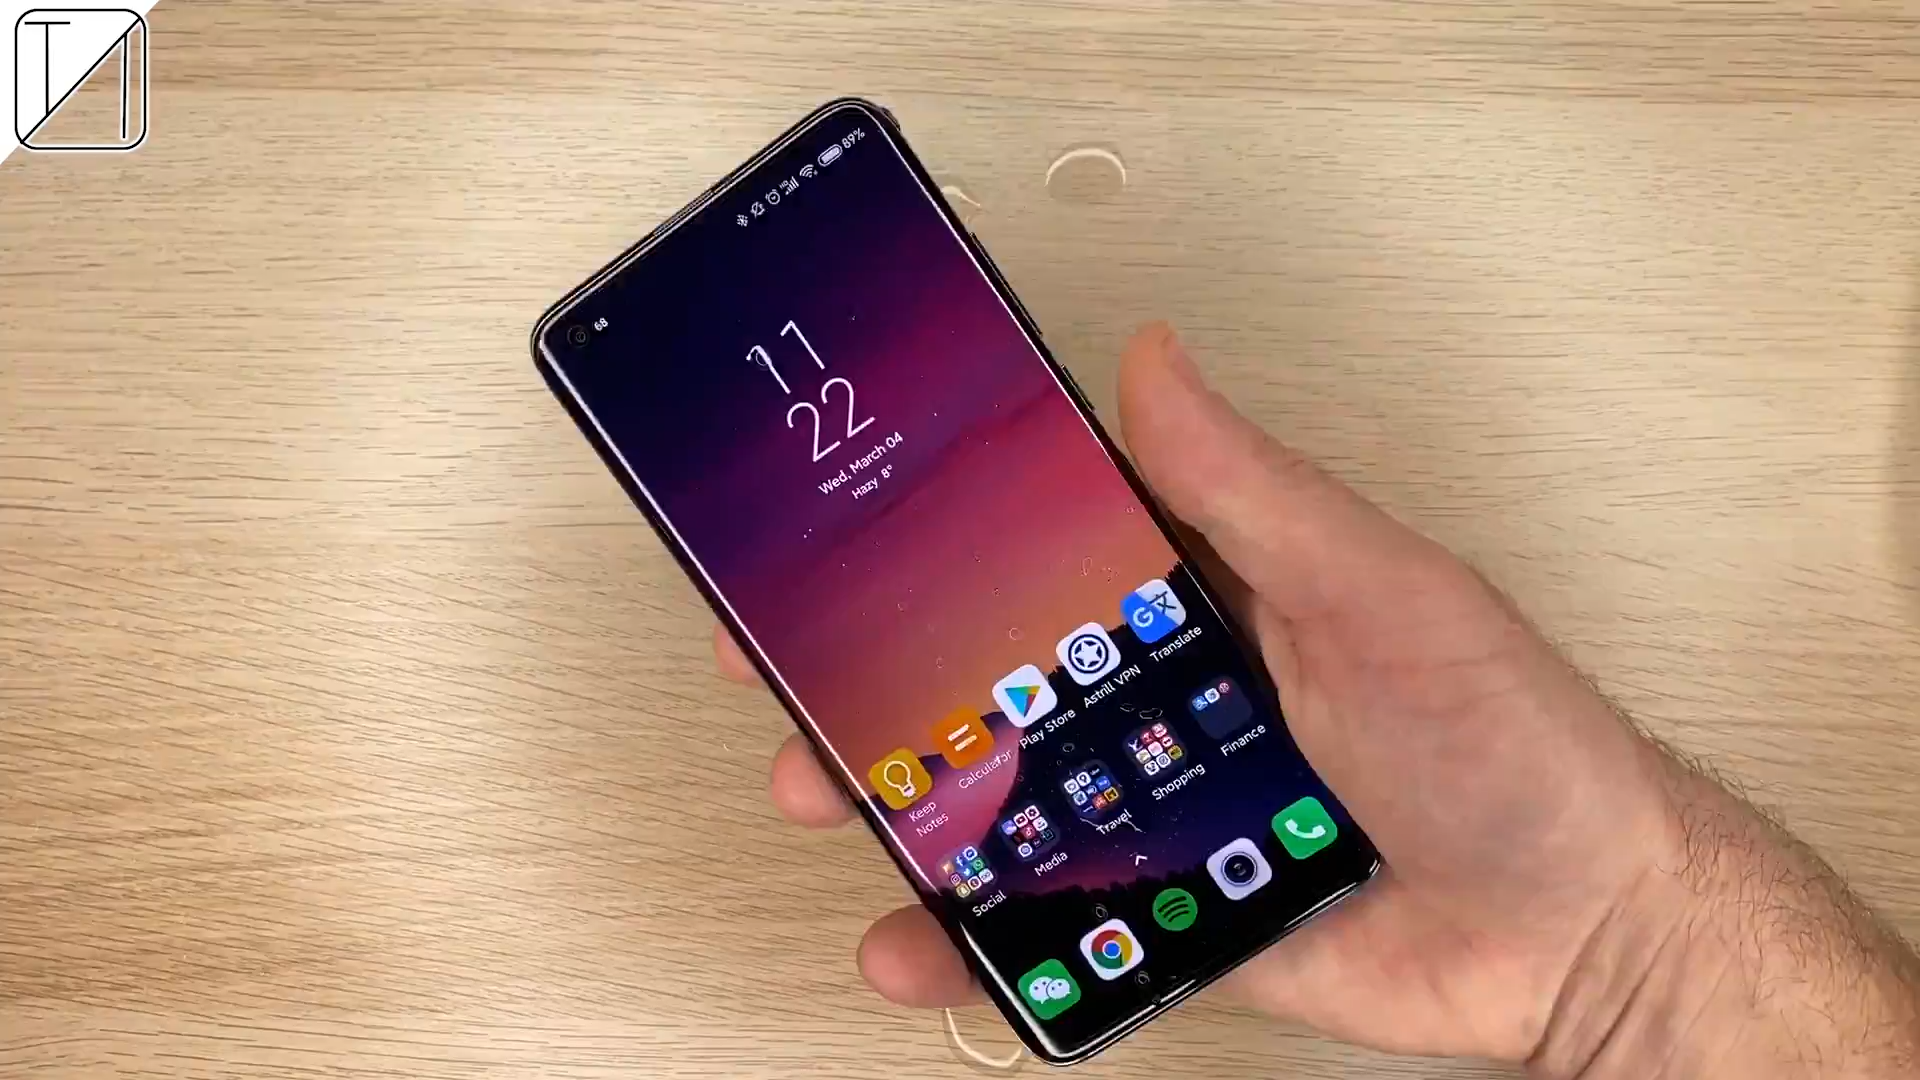 89%
68
11
22
Wed, March 04
Hazy 8°
Keep Notes
Calculator
Play Store
Astrill VPN
Translate
Social
Media
Travel
Shopping
Finance